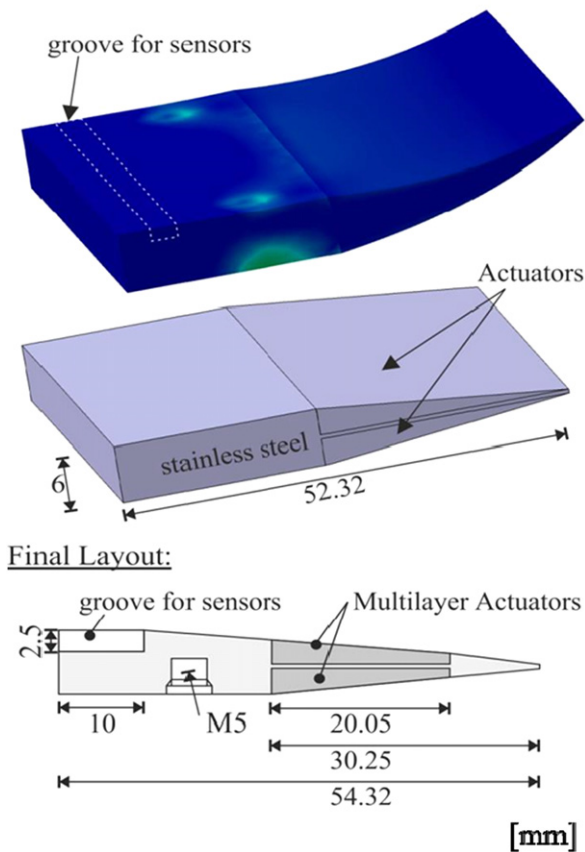 groove for sensors
Actuators
stainless steel
6
52.32
Final Layout:
groove for sensors
Multilayer Actuators
2.5
10
M5
20.05
30.25
54.32
[mm]